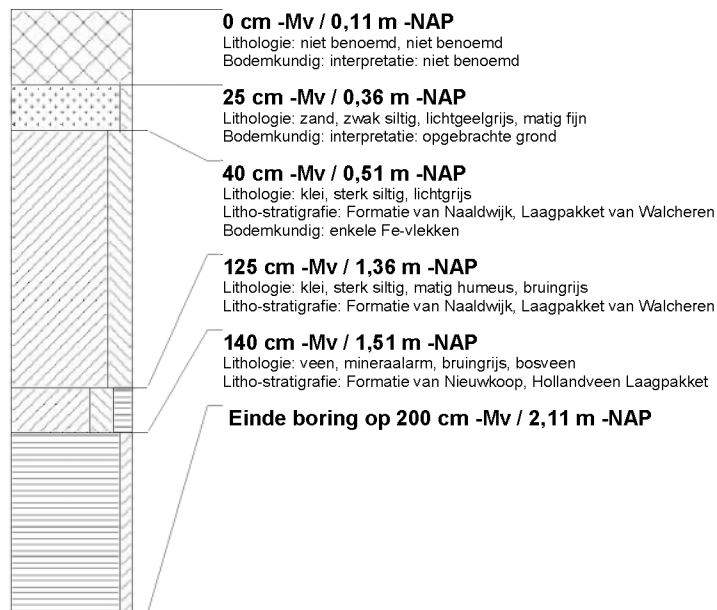 0 cm -Mv / 0,11 m -NAP
Lithologie: niet benoemd, niet benoemd
Bodemkundig: interpretatie: niet benoemd
25 cm -Mv / 0,36 m -NAP
Lithologie: zand, zwak siltig, lichtgeelgrijs, matig fijn
Bodemkundig: interpretatie: opgebrachte grond
40 cm -Mv / 0,51 m -NAP
Lithologie: klei, sterk siltig, lichtgrijs
Litho-stratigrafie: Formatie van Naaldwijk, Laagpakket van Walcheren
Bodemkundig: enkele Fe-vlekken
125 cm -Mv / 1,36 m -NAP
Lithologie: klei, sterk siltig, matig humeus, bruingrijs
Litho-stratigrafie: Formatie van Naaldwijk, Laagpakket van Walcheren
140 cm -Mv / 1,51 m -NAP
Lithologie: veen, mineraalarm, bruingrijs, bosveen
Litho-stratigrafie: Formatie van Nieuwkoop, Hollandveen Laagpakket
Einde boring op 200 cm -Mv / 2,11 m -NAP